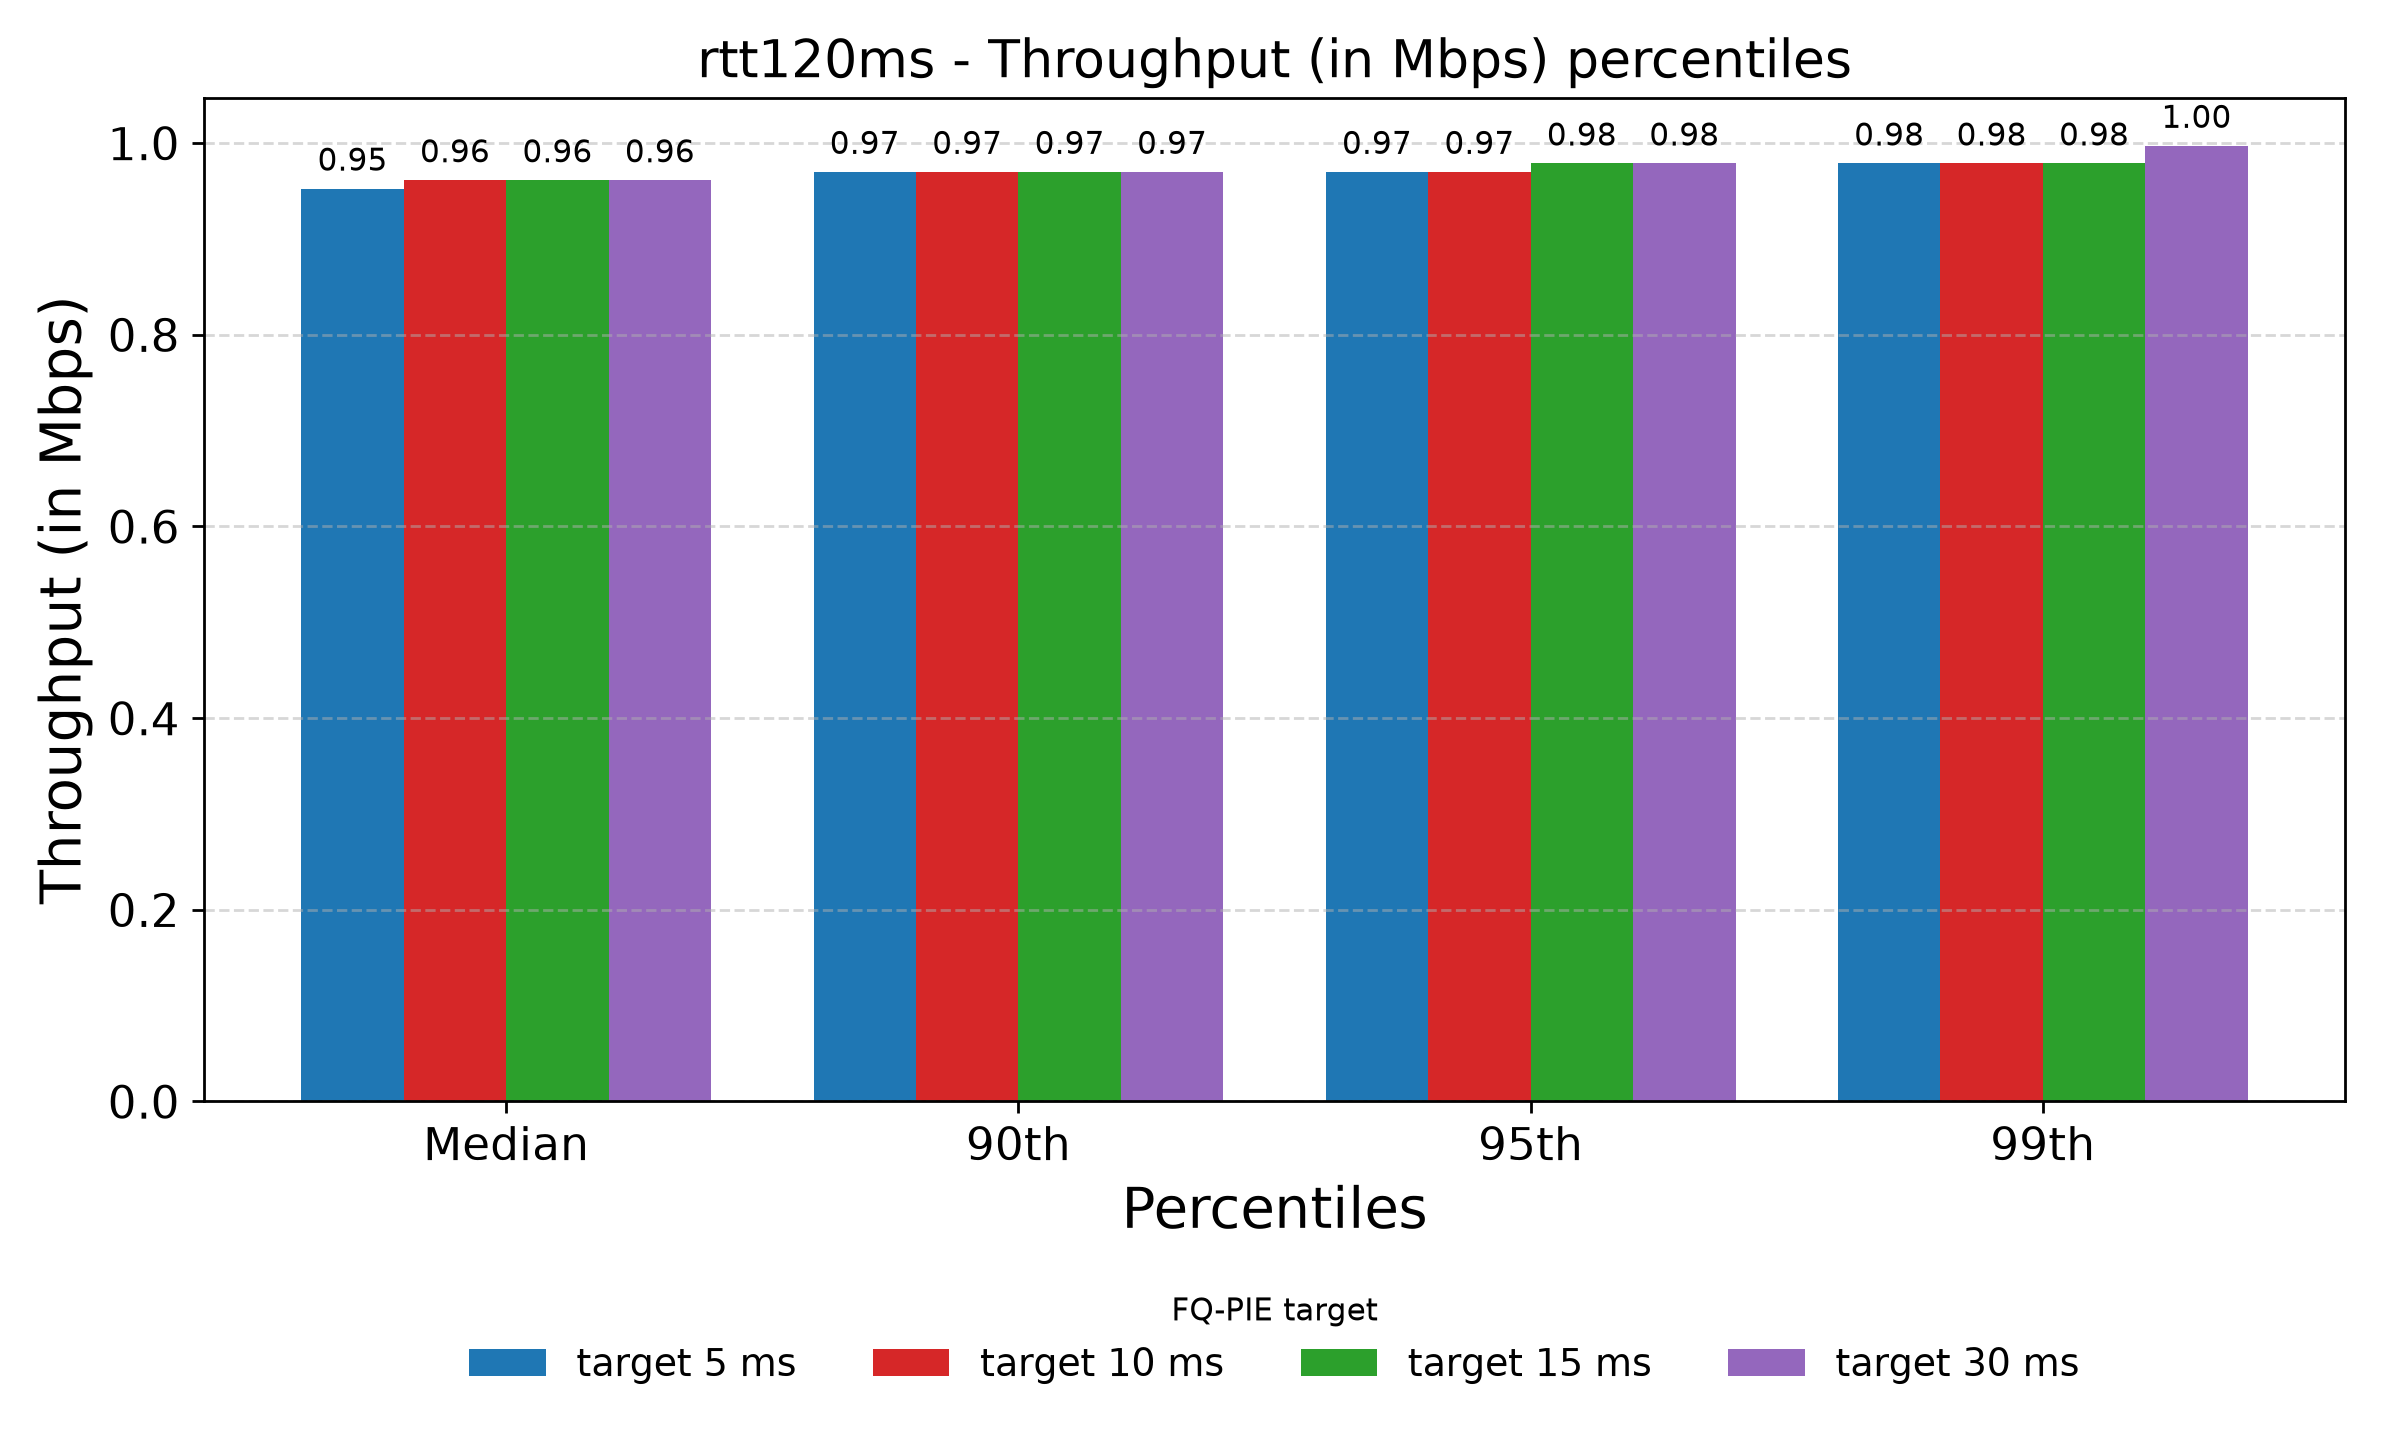 rtt120ms - Throughput (in Mbps) percentiles
Throughput (in Mbps)
1.0
0.8
0.6
0.4
0.2
0.0
0.95 0.96 0.96 0.96 0.97 0.97 0.97 0.97 0.97 0.97 0.98 0.98 0.98 0.98 0.98 1.00
Median 90th 95th 99th
Percentiles
FQ-PIE target
target 5 ms target 10 ms target 15 ms target 30 ms